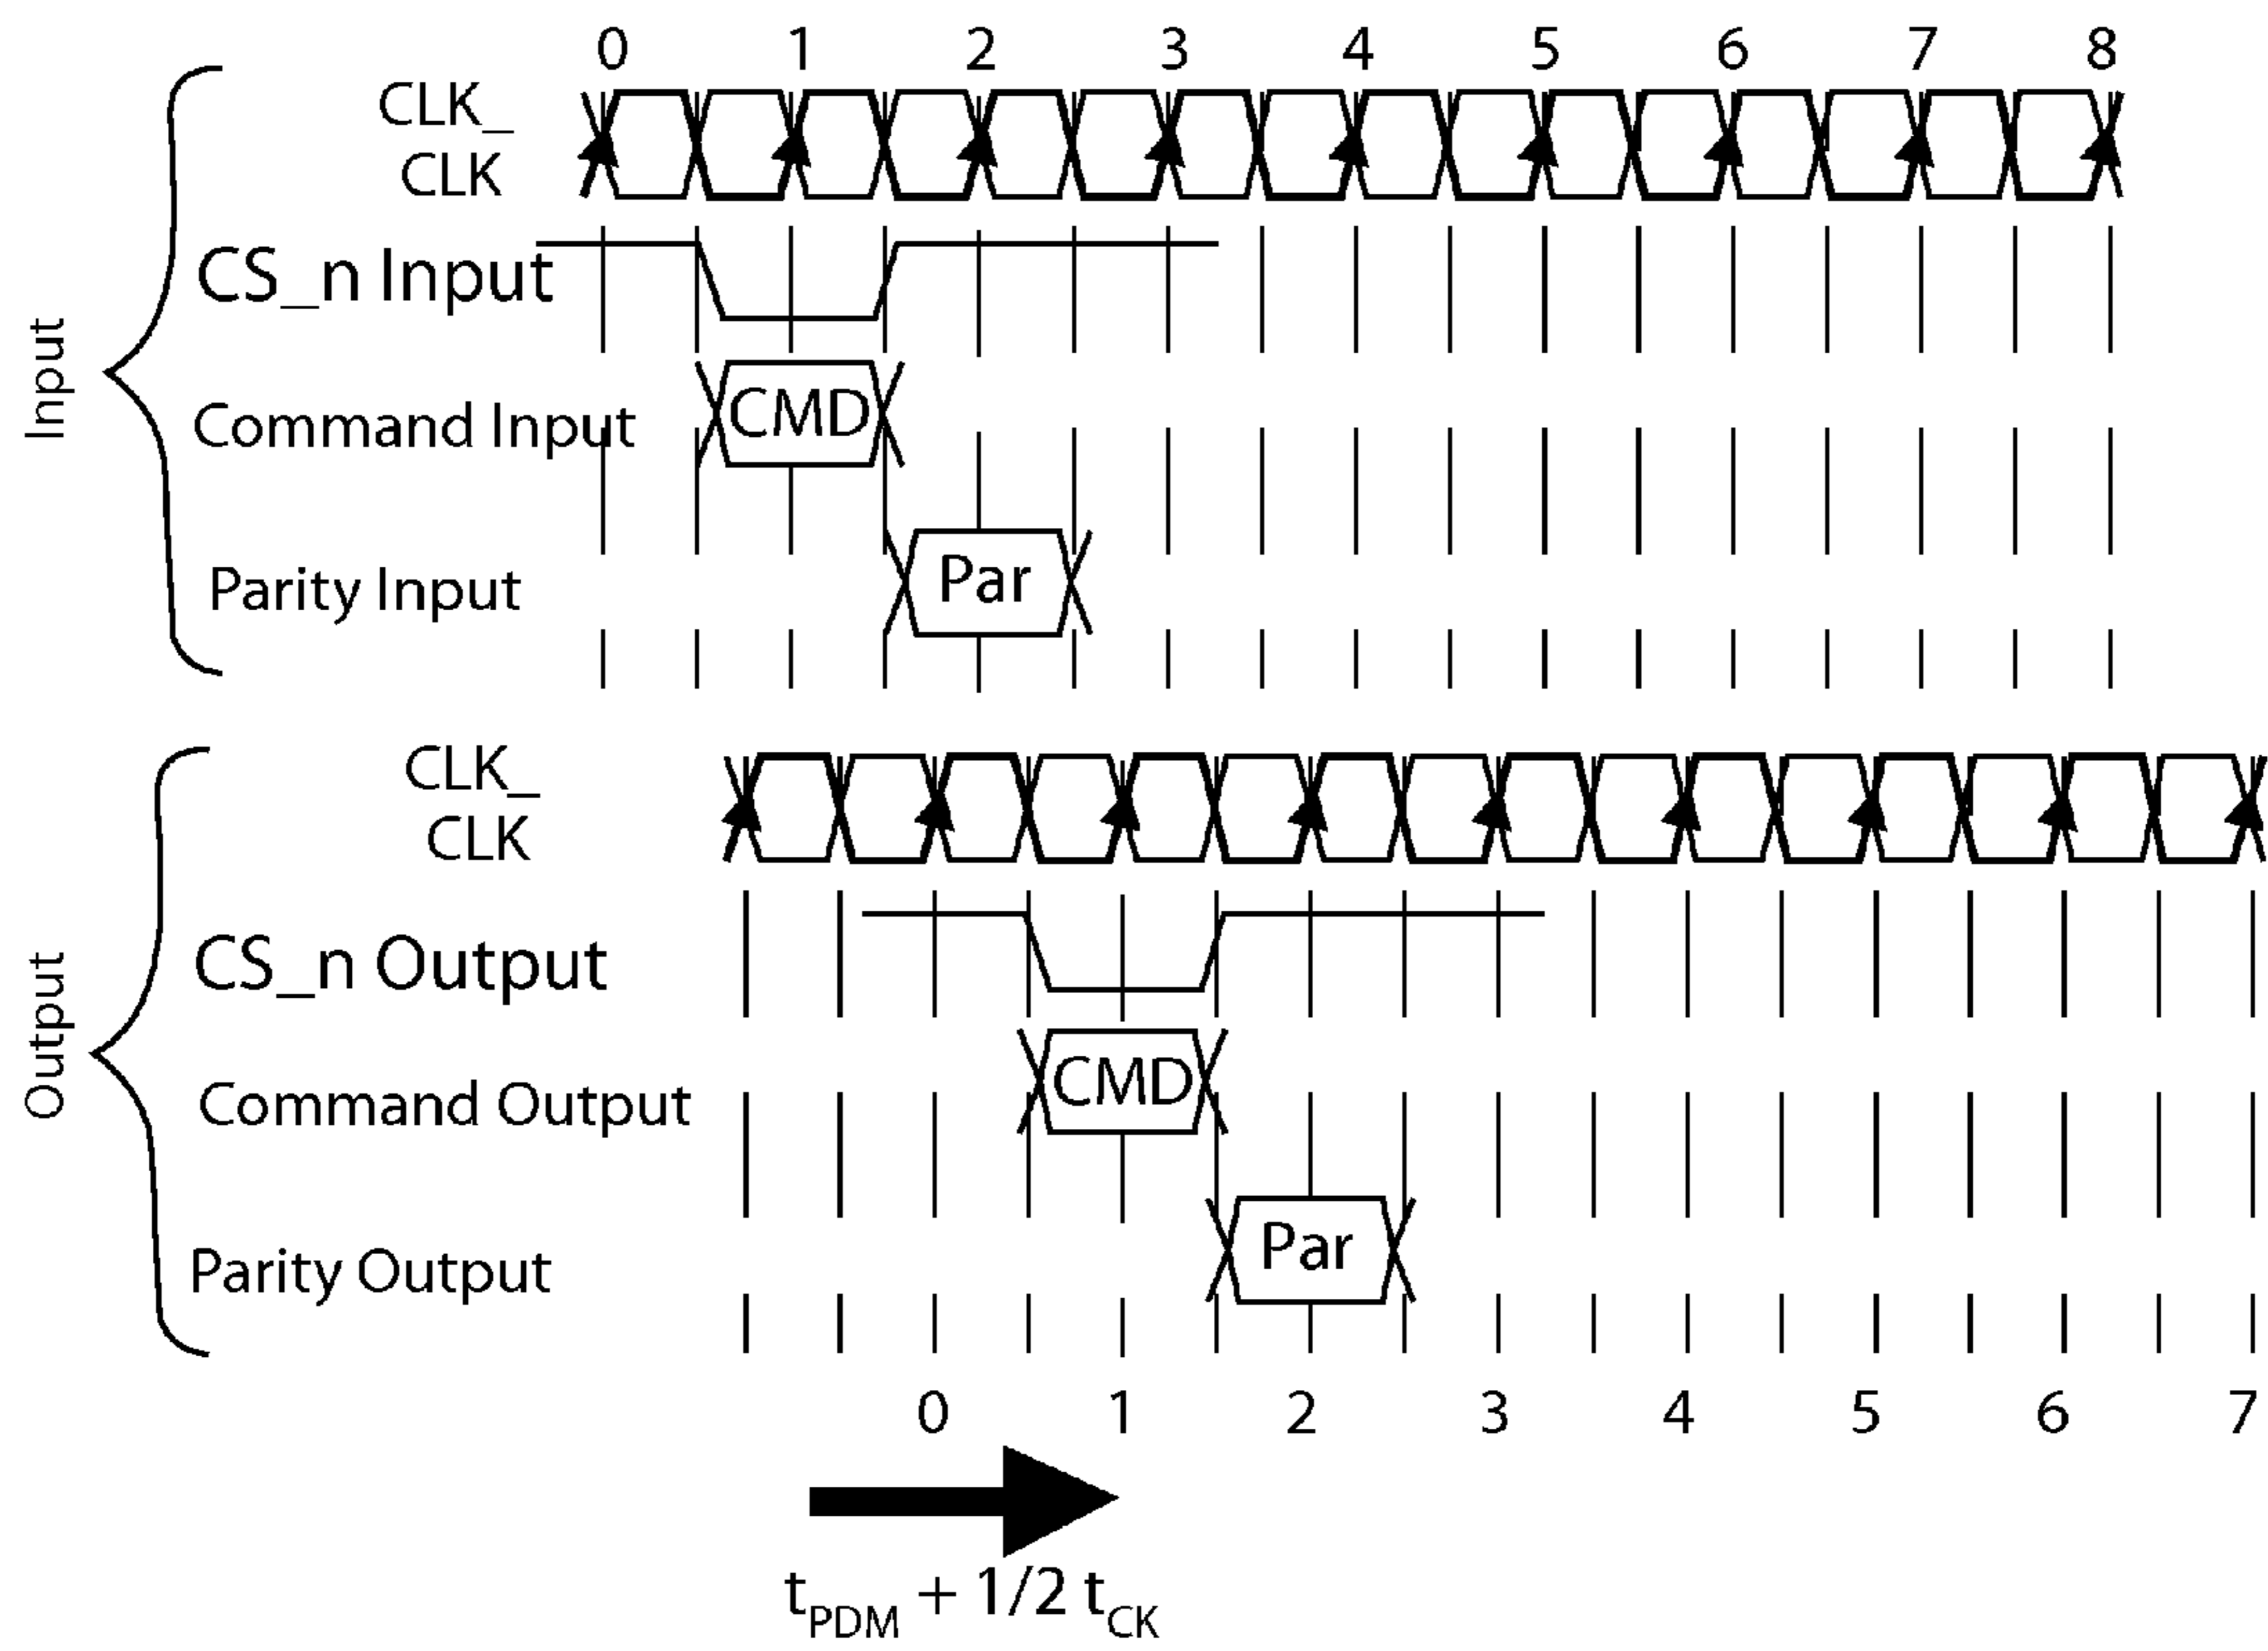 0 1 2 3 4 5 6 7 8
CLK_
CLK
CS_n Input
Input
Command Input
CMD
Parity Input
Par
CLK_
CLK
CS_n Output
Output
Command Output
CMD
Parity Output
Par
0 1 2 3 4 5 6 7
tPDM + 1/2 tCK